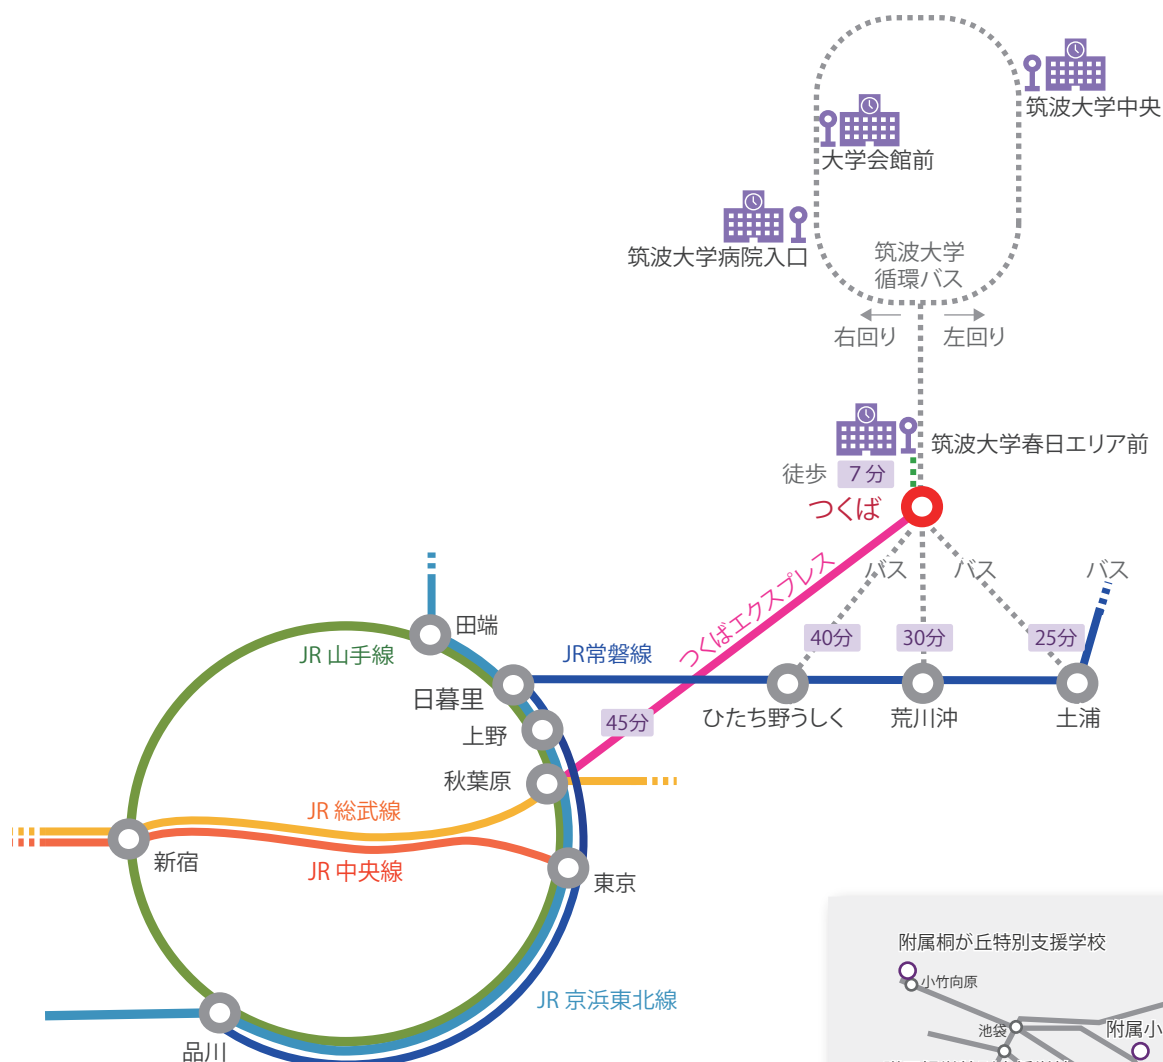 筑波大学中央
大学会館前
筑波大学病院入口
筑波大学
循環バス
右回り
左回り
筑波大学春日エリア前
徒歩 7分
つくば
つくばエクスプレス
バス
バス
バス
40分
30分
25分
田端
JR 山手線
JR常磐線
日暮里
ひたち野うしく
荒川沖
土浦
45分
上野
秋葉原
JR 総武線
新宿
JR 中央線
東京
JR 京浜東北線
品川
附属桐が丘特別支援学校
小竹向原
池袋
附属小